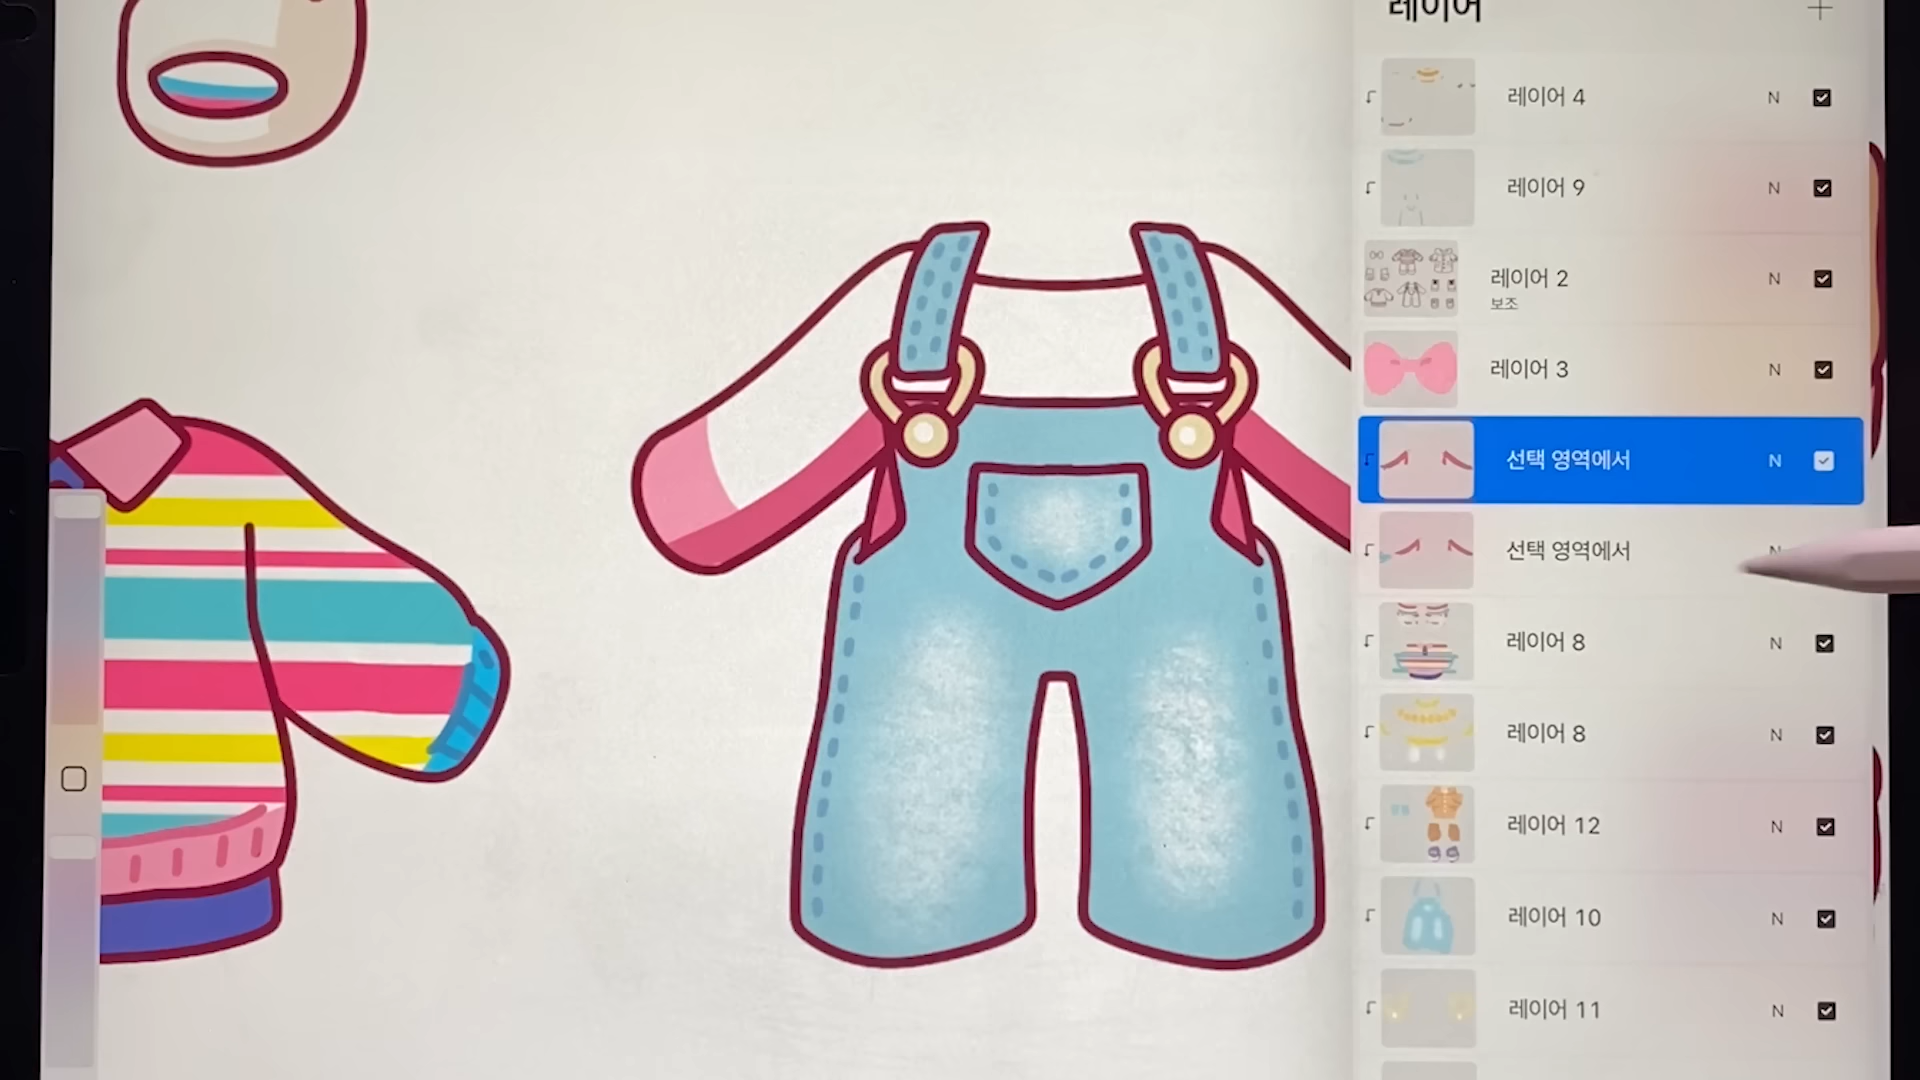 레이어
레이어 4 N
레이어 9 N
레이어 2 N
보조
레이어 3 N
선택 영역에서 N
선택 영역에서 N
레이어 8 N
레이어 8 N
레이어 12 N
레이어 10 N
레이어 11 N